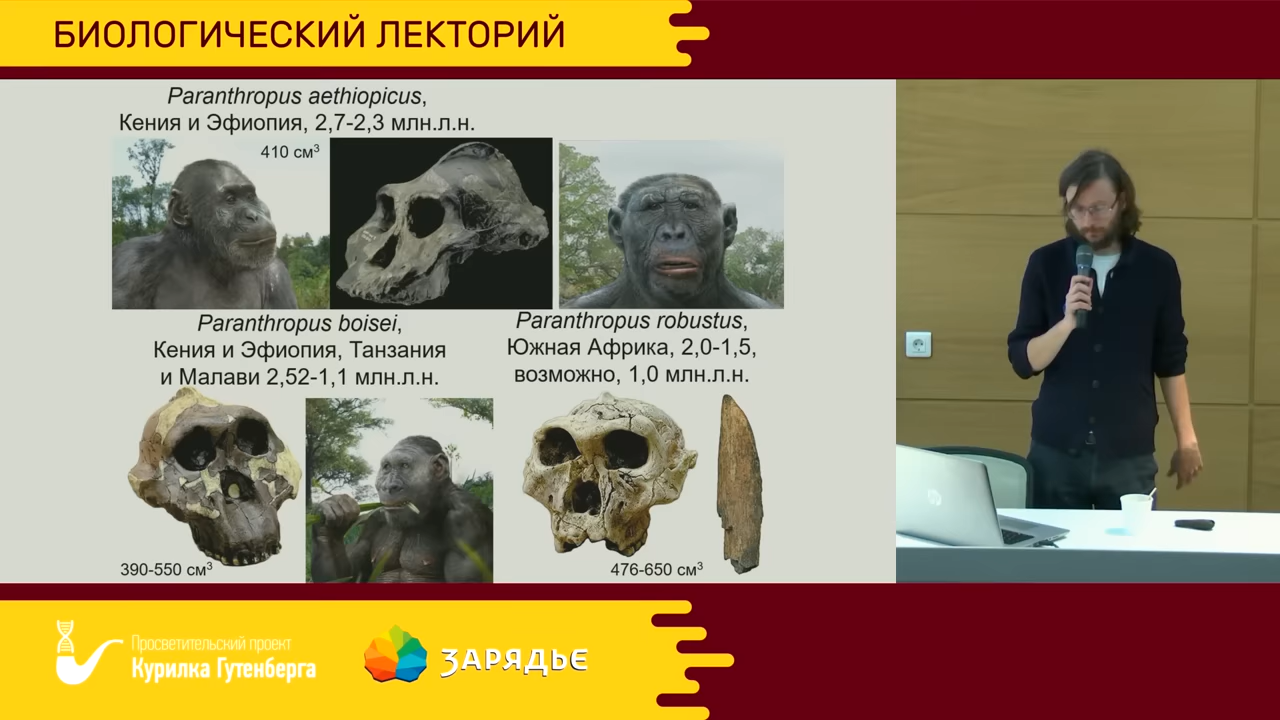 БИОЛОГИЧЕСКИЙ ЛЕКТОРИЙ
Paranthropus aethiopicus,
Кения и Эфиопия, 2,7-2,3 млн.л.н.
410 см³
Paranthropus boisei,
Кения и Эфиопия, Танзания
и Малави 2,52-1,1 млн.л.н.
390-550 см³
Paranthropus robustus,
Южная Африка, 2,0-1,5,
возможно, 1,0 млн.л.н.
476-650 см³
hp
Просветительский проект
Курилка Гутенберга
ЗАРЯДЬЕ